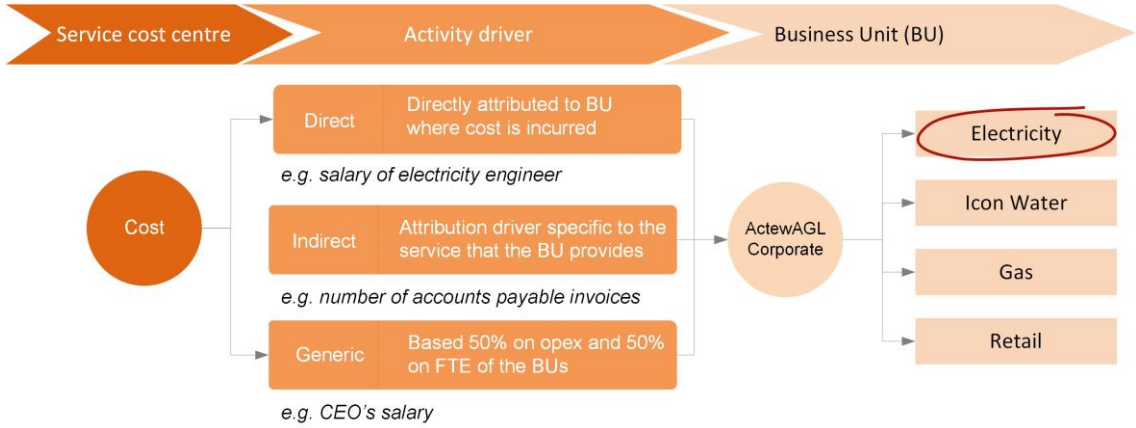 Service cost centre
Activity driver
Business Unit (BU)
Cost
Direct
Directly attributed to BU
where cost is incurred
e.g. salary of electricity engineer
Indirect
Attribution driver specific to the
service that the BU provides
e.g. number of accounts payable invoices
Generic
Based 50% on opex and 50%
on FTE of the BUs
e.g. CEO's salary
ActewAGL
Corporate
Electricity
Icon Water
Gas
Retail